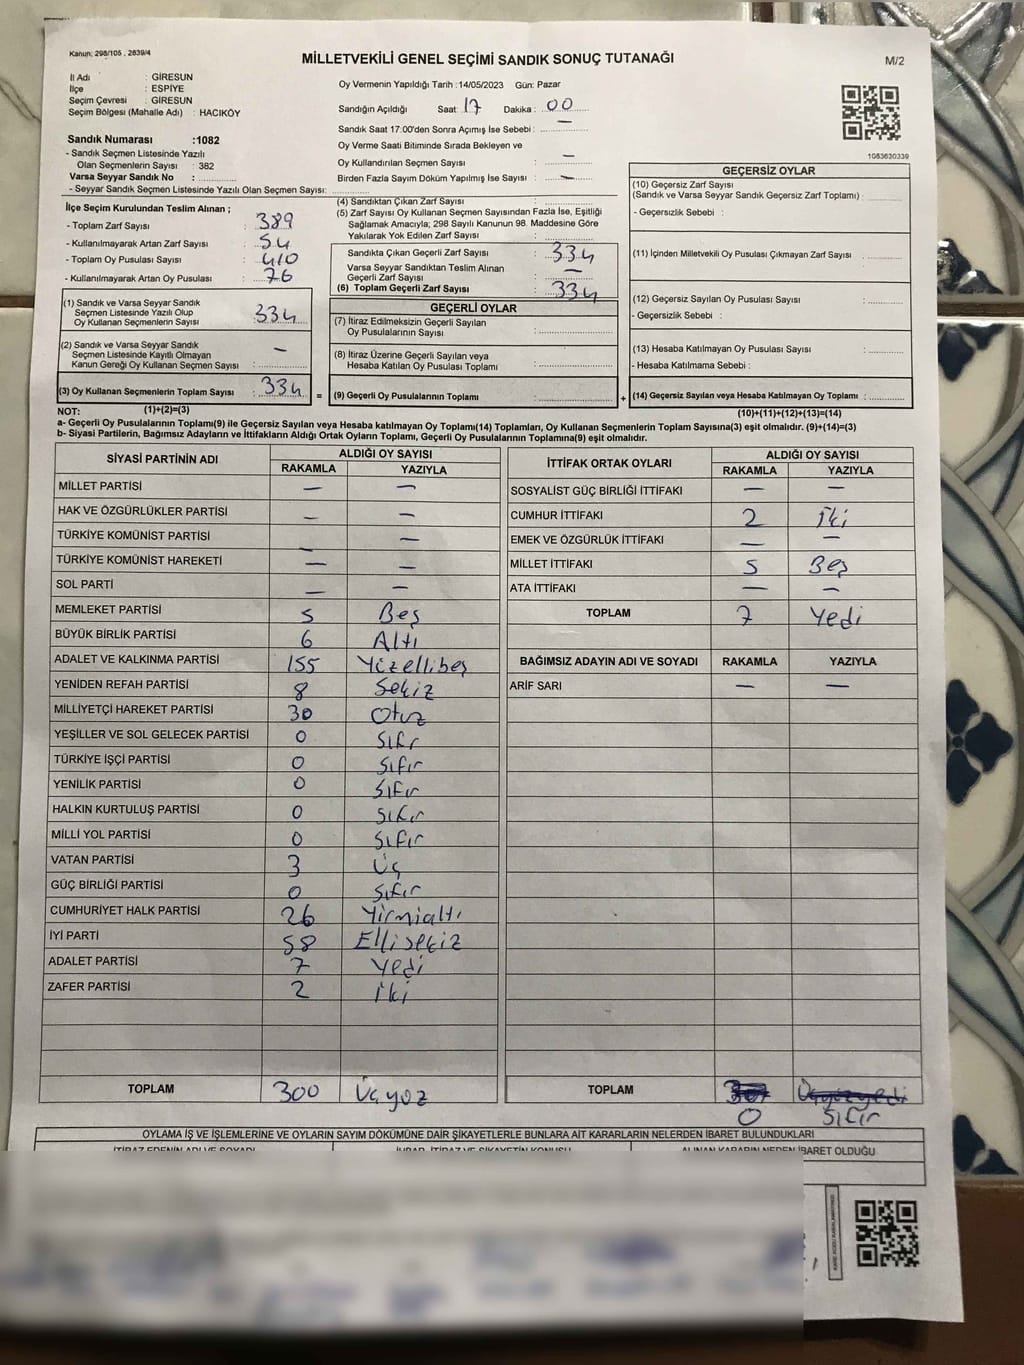 Kanun; 298/105 , 2839/4
MİLLETVEKİLİ GENEL SEÇİMİ SANDIK SONUÇ TUTANAĞI
M/2
İl Adı : GİRESUN
İlçe : ESPİYE
Seçim Çevresi : GİRESUN
Seçim Bölgesi (Mahalle Adı) : HACIKÖY
Sandık Numarası :1082
- Sandık Seçmen Listesinde Yazılı
Olan Seçmenlerin Sayısı : 382
Varsa Seyyar Sandık No :
- Seyyar Sandık Seçmen Listesinde Yazılı Olan Seçmen Sayısı:
Oy Vermenin Yapıldığı Tarih :14/05/2023 Gün: Pazar
Sandığın Açıldığı Saat: 17 Dakika : 00
Sandık Saat 17:00'den Sonra Açımış İse Sebebi : —
Oy Verme Saati Bitiminde Sırada Bekleyen ve
Oy Kullandırılan Seçmen Sayısı : —
Birden Fazla Sayım Döküm Yapılmış İse Sayısı : —
1083630339
İlçe Seçim Kurulundan Teslim Alınan ;
- Toplam Zarf Sayısı : 389
- Kullanılmayarak Artan Zarf Sayısı : 54
- Toplam Oy Pusulası Sayısı : 410
- Kullanılmayarak Artan Oy Pusulası : 76
(1) Sandık ve Varsa Seyyar Sandık
Seçmen Listesinde Yazılı Olup
Oy Kullanan Seçmenlerin Sayısı : 334
(2) Sandık ve Varsa Seyyar Sandık
Seçmen Listesinde Kayıtlı Olmayan
Kanun Gereği Oy Kullanan Seçmen Sayısı : —
(3) Oy Kullanan Seçmenlerin Toplam Sayısı : 334
(4) Sandıktan Çıkan Zarf Sayısı :
(5) Zarf Sayısı Oy Kullanan Seçmen Sayısından Fazla İse, Eşitliği
Sağlamak Amacıyla; 298 Sayılı Kanunun 98. Maddesine Göre
Yakılarak Yok Edilen Zarf Sayısı :
Sandıkta Çıkan Geçerli Zarf Sayısı : 334
Varsa Seyyar Sandıktan Teslim Alınan
Geçerli Zarf Sayısı : —
(6) Toplam Geçerli Zarf Sayısı : 334
GEÇERLİ OYLAR
(7) İtiraz Edilmeksizin Geçerli Sayılan
Oy Pusulalarının Sayısı :
(8) İtiraz Üzerine Geçerli Sayılan veya
Hesaba Katılan Oy Pusulası Toplamı :
= (9) Geçerli Oy Pusulalarının Toplamı :
GEÇERSİZ OYLAR
(10) Geçersiz Zarf Sayısı
(Sandık ve Varsa Seyyar Sandık Geçersiz Zarf Toplamı) :
- Geçersizlik Sebebi :
(11) İçinden Milletvekili Oy Pusulası Çıkmayan Zarf Sayısı :
(12) Geçersiz Sayılan Oy Pusulası Sayısı :
- Geçersizlik Sebebi :
(13) Hesaba Katılmayan Oy Pusulası Sayısı :
- Hesaba Katılmama Sebebi :
+ (14) Geçersiz Sayılan veya Hesaba Katılmayan Oy Toplamı :
NOT: (1)+(2)=(3)
(10)+(11)+(12)+(13)=(14)
a- Geçerli Oy Pusulaları Toplamı(9) ile Geçersiz Sayılan veya Hesaba katılmayan Oy Toplamı(14) Toplamları, Oy Kullanan Seçmenlerin Toplam Sayısına(3) eşit olmalıdır. (9)+(14)=(3)
b- Siyasi Partilerin, Bağımsız Adayların ve İttifakların Aldığı Ortak Oyların Toplamı, Geçerli Oy Pusulalarının Toplamına(9) eşit olmalıdır.
SİYASİ PARTİNİN ADI ALDIĞI OY SAYISI
RAKAMLA YAZIYLA
MİLLET PARTİSİ — —
HAK VE ÖZGÜRLÜKLER PARTİSİ — —
TÜRKİYE KOMÜNİST PARTİSİ — —
TÜRKİYE KOMÜNİST HAREKETİ — —
SOL PARTİ — —
MEMLEKET PARTİSİ 5 Beş
BÜYÜK BİRLİK PARTİSİ 6 Altı
ADALET VE KALKINMA PARTİSİ 155 Yüzellibeş
YENİDEN REFAH PARTİSİ 8 Sekiz
MİLLİYETÇİ HAREKET PARTİSİ 30 Otuz
YEŞİLLER VE SOL GELECEK PARTİSİ 0 Sıfır
TÜRKİYE İŞÇİ PARTİSİ 0 Sıfır
YENİLİK PARTİSİ 0 Sıfır
HALKIN KURTULUŞ PARTİSİ 0 Sıfır
MİLLİ YOL PARTİSİ 0 Sıfır
VATAN PARTİSİ 3 Üç
GÜÇ BİRLİĞİ PARTİSİ 0 Sıfır
CUMHURİYET HALK PARTİSİ 26 Yirmialtı
İYİ PARTİ 58 Ellisekiz
ADALET PARTİSİ 7 Yedi
ZAFER PARTİSİ 2 İki
TOPLAM 300 Üçyüz
İTTİFAK ORTAK OYLARI ALDIĞI OY SAYISI
RAKAMLA YAZIYLA
SOSYALİST GÜÇ BİRLİĞİ İTTİFAKI — —
CUMHUR İTTİFAKI 2 İki
EMEK VE ÖZGÜRLÜK İTTİFAKI — —
MİLLET İTTİFAKI 5 Beş
ATA İTTİFAKI — —
TOPLAM 7 Yedi
BAĞIMSIZ ADAYIN ADI VE SOYADI RAKAMLA YAZIYLA
ARİF SARI — —
TOPLAM 307 Üçyüzyedi
0 Sıfır
OYLAMA İŞ VE İŞLEMLERİNE VE OYLARIN SAYIM DÖKÜMÜNE DAİR ŞİKAYETLERLE BUNLARA AİT KARARLARIN NELERDEN İBARET BULUNDUKLARI
İTİRAZ EDENİN ADI VE SOYADI İHBAR, İTİRAZ VE ŞİKAYETİN KONUSU ALINAN KARARIN NEDEN İBARET OLDUĞU